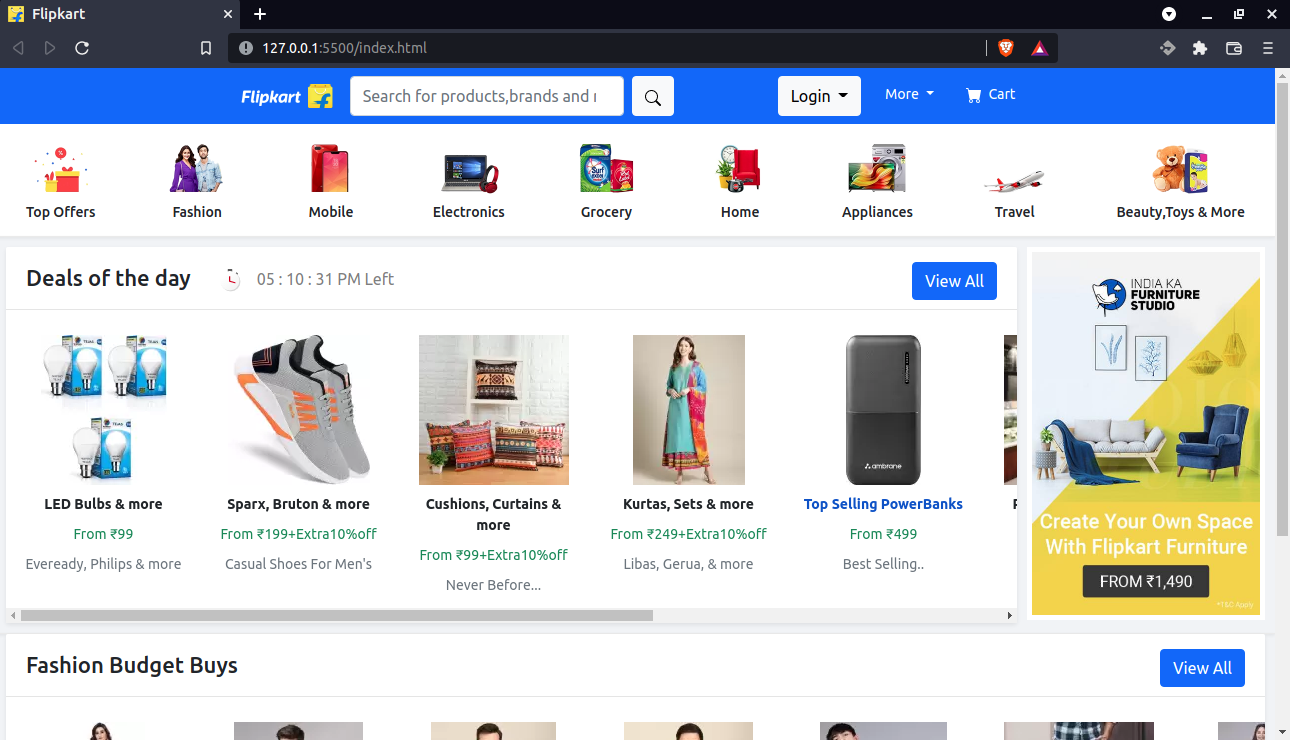 Flipkart
127.0.0.1:5500/index.html
Flipkart
Search for products,brands and
Login
More
Cart
Top Offers
Fashion
Mobile
Electronics
Grocery
Home
Appliances
Travel
Beauty,Toys & More
Deals of the day
05 : 10 : 31 PM Left
View All
LED Bulbs & more
From ₹99
Eveready, Philips & more
Sparx, Bruton & more
From ₹199+Extra10%off
Casual Shoes For Men's
Cushions, Curtains &
more
From ₹99+Extra10%off
Never Before...
Kurtas, Sets & more
From ₹249+Extra10%off
Libas, Gerua, & more
ambrane
Top Selling PowerBanks
From ₹499
Best Selling..
INDIA KA
FURNITURE
STUDIO
Create Your Own Space
With Flipkart Furniture
FROM ₹1,490
*T&C Apply
Fashion Budget Buys
View All